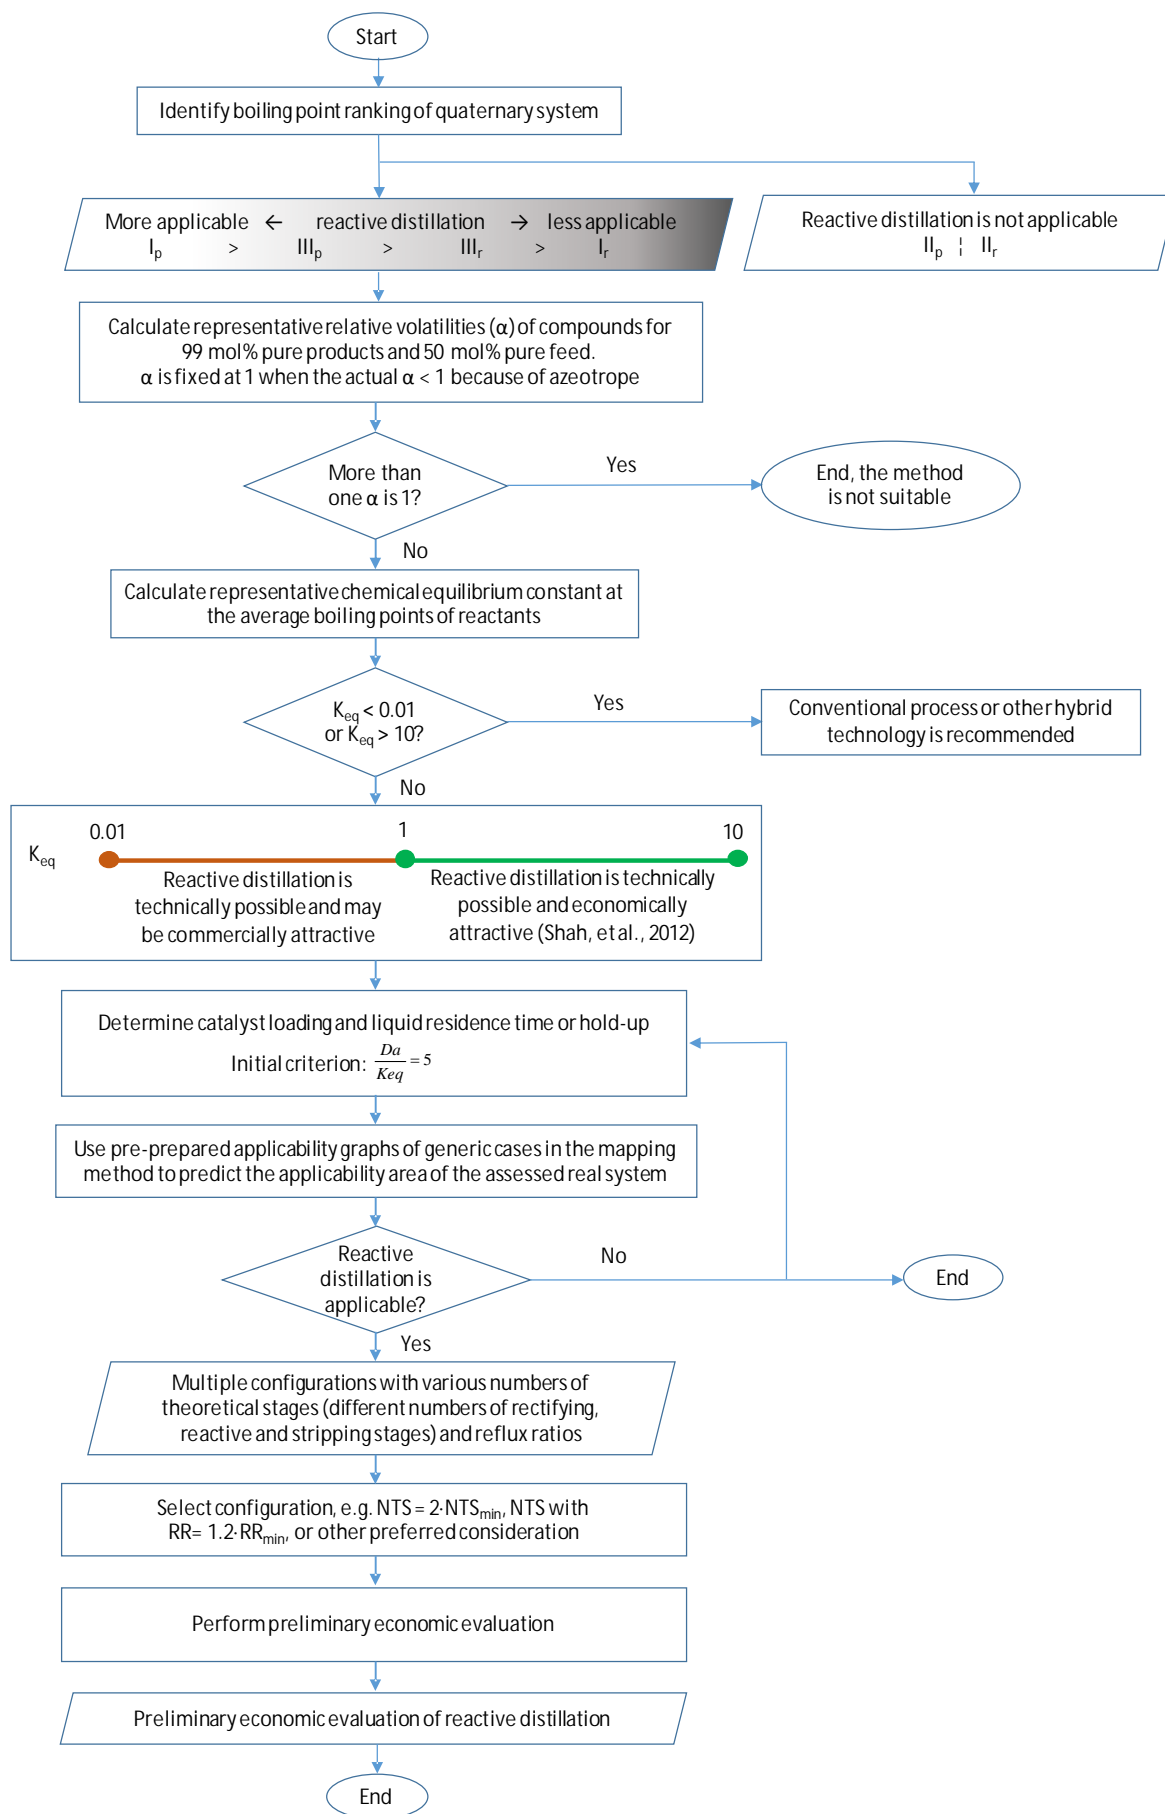 Start
Identify boiling point ranking of quaternary system
More applicable ← reactive distillation → less applicable
Iₚ > IIIₚ > IIIᵣ > Iᵣ
Reactive distillation is not applicable
IIₚ ¦ IIᵣ
Calculate representative relative volatilities (α) of compounds for
99 mol% pure products and 50 mol% pure feed.
α is fixed at 1 when the actual α < 1 because of azeotrope
More than
one α is 1?
Yes
End, the method
is not suitable
No
Calculate representative chemical equilibrium constant at
the average boiling points of reactants
K_eq < 0.01
or K_eq > 10?
Yes
Conventional process or other hybrid
technology is recommended
No
0.01 1 10
K_eq
Reactive distillation is
technically possible and may
be commercially attractive
Reactive distillation is technically
possible and economically
attractive (Shah, et al., 2012)
Determine catalyst loading and liquid residence time or hold-up
Initial criterion: Da/Keq = 5
Use pre-prepared applicability graphs of generic cases in the mapping
method to predict the applicability area of the assessed real system
Reactive
distillation is
applicable?
No
End
Yes
Multiple configurations with various numbers of
theoretical stages (different numbers of rectifying,
reactive and stripping stages) and reflux ratios
Select configuration, e.g. NTS = 2·NTS_min, NTS with
RR= 1.2·RR_min, or other preferred consideration
Perform preliminary economic evaluation
Preliminary economic evaluation of reactive distillation
End